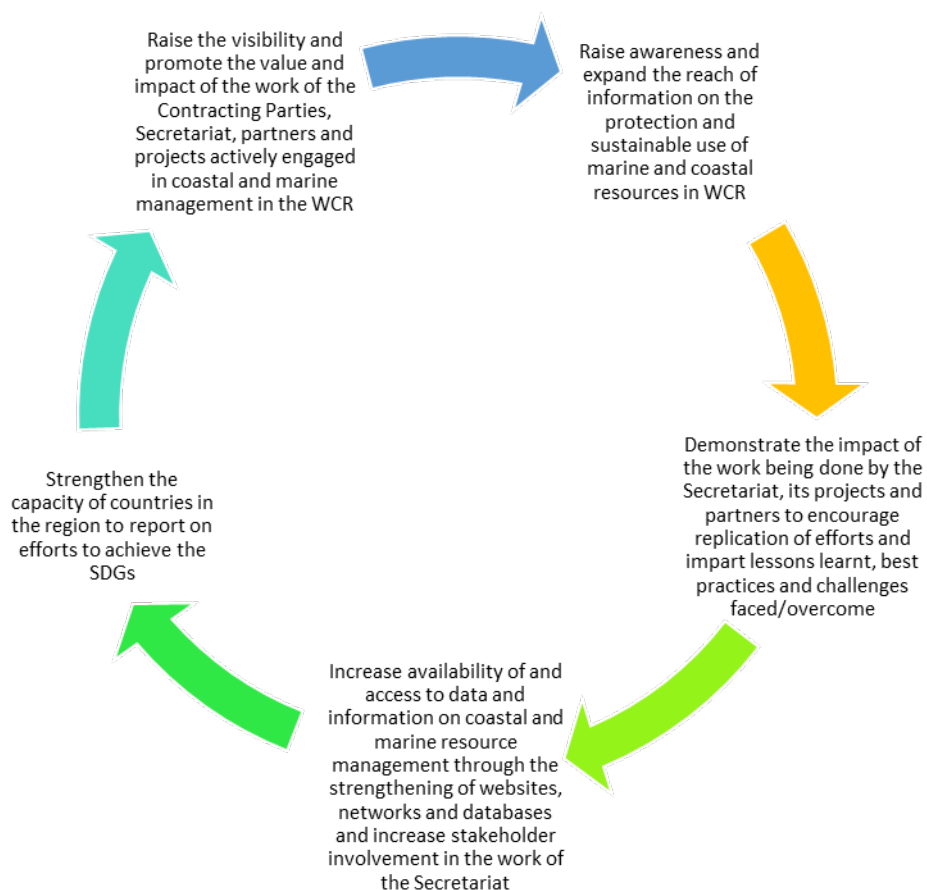 Raise the visibility and
promote the value and
impact of the work of the
Contracting Parties,
Secretariat, partners and
projects actively engaged
in coastal and marine
management in the WCR
Raise awareness and
expand the reach of
information on the
protection and
sustainable use of
marine and coastal
resources in WCR
Demonstrate the impact of
the work being done by the
Secretariat, its projects and
partners to encourage
replication of efforts and
impart lessons learnt, best
practices and challenges
faced/overcome
Increase availability of and
access to data and
information on coastal and
marine resource
management through the
strengthening of websites,
networks and databases
and increase stakeholder
involvement in the work of
the Secretariat
Strengthen the
capacity of countries in
the region to report on
efforts to achieve the
SDGs